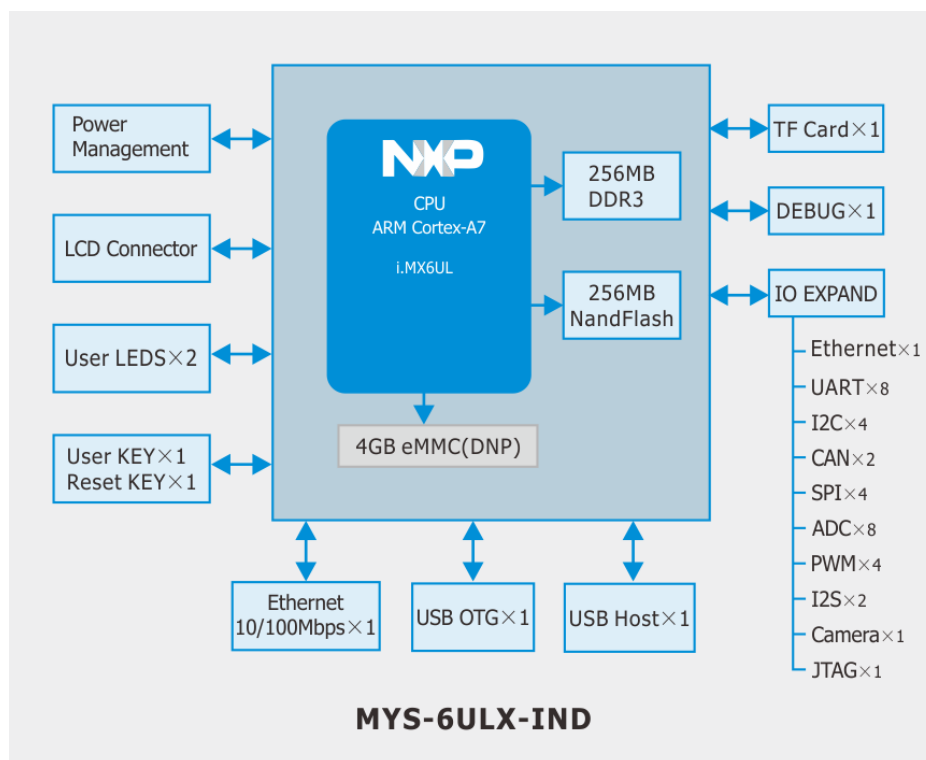 Power
Management
LCD Connector
User LEDS×2
User KEY×1
Reset KEY×1
NXP
CPU
ARM Cortex-A7
i.MX6UL
256MB
DDR3
256MB
NandFlash
4GB eMMC(DNP)
TF Card×1
DEBUG×1
IO EXPAND
Ethernet×1
UART×8
I2C×4
CAN×2
SPI×4
ADC×8
PWM×4
I2S×2
Camera×1
JTAG×1
Ethernet
10/100Mbps×1
USB OTG×1
USB Host×1
MYS-6ULX-IND